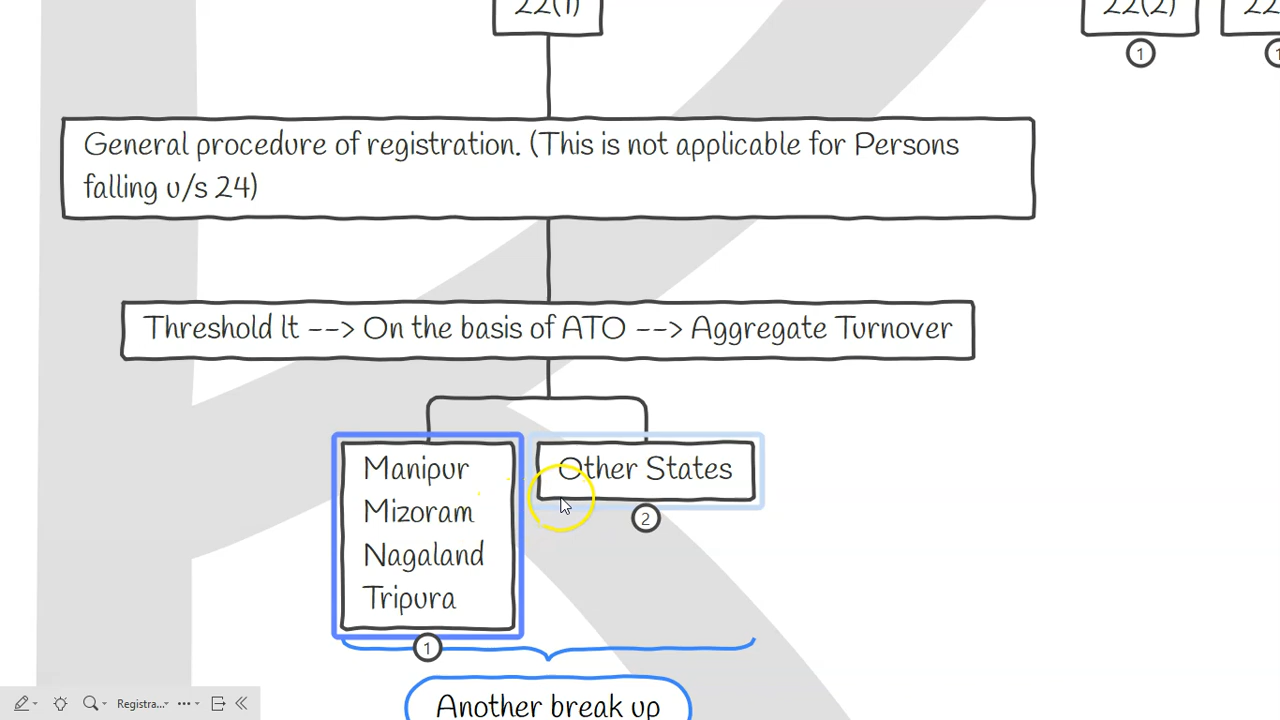 22(1)
22(2)
22
1
1
General procedure of registration. (This is not applicable for Persons
falling u/s 24)
Threshold lt --> On the basis of ATO --> Aggregate Turnover
Manipur
Mizoram
Nagaland
Tripura
Other States
2
1
Another break up
Registra...